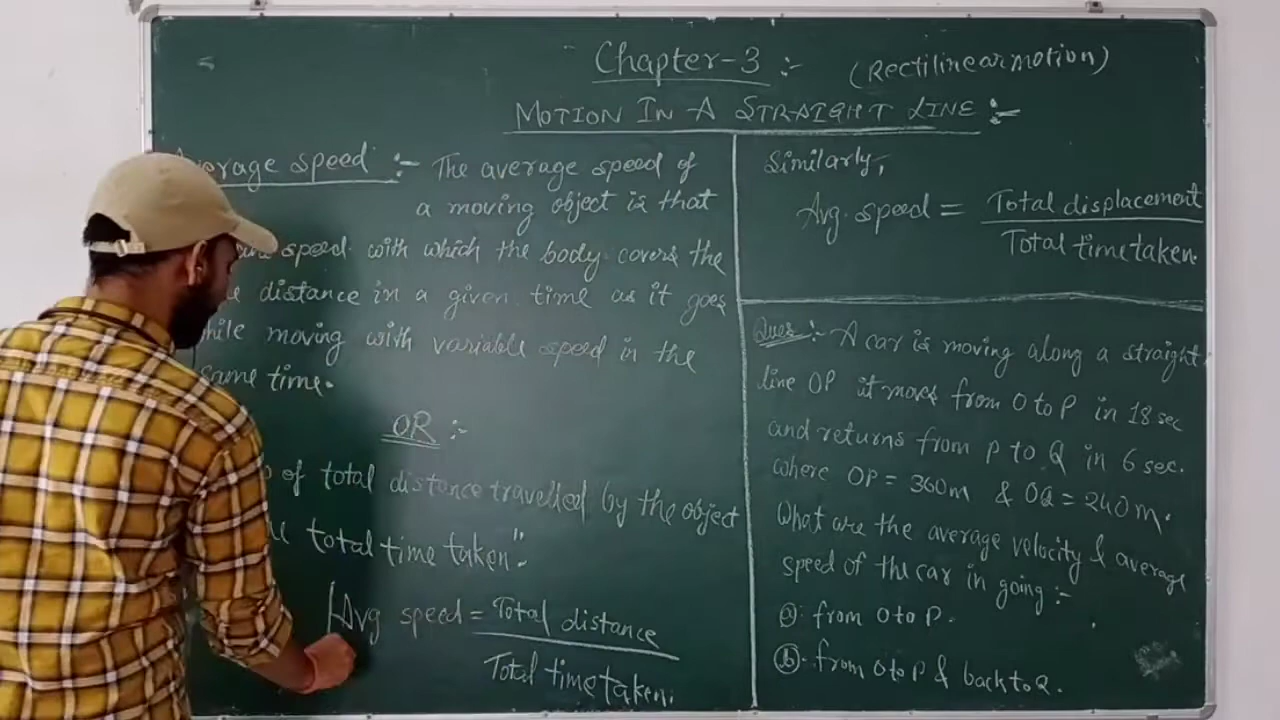 Chapter-3 :-
(Rectilinear motion)
MOTION IN A STRAIGHT LINE :-
speed :- The average speed of
a moving object is that
speed with which the body covers the
distance in a given time as it goes
while moving with variable speed in the
same time.
OR :-
of total distance travelled by the object
total time taken".
Avg speed = Total distance
Total time taken.
Similarly,
Avg. speed = Total displacement
Total time taken.
Ques :- A car is moving along a straight
line OP it moves from O to P in 18 sec
and returns from P to Q in 6 sec.
where OP = 360m & OQ = 240 m.
What are the average velocity & average
speed of the car in going :-
(a). from O to P.
(b). from O to P & back to Q.